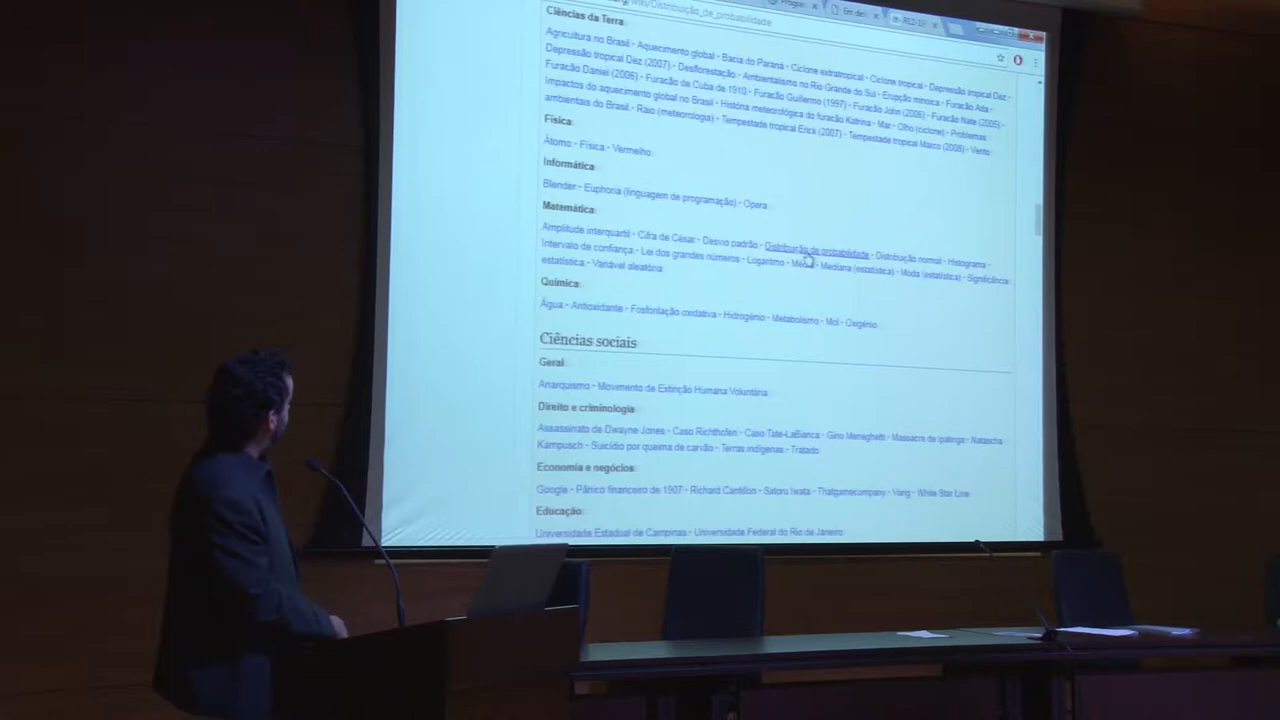 wiki/Distribuição_de_probabilidade
Ciências da Terra:
Agricultura no Brasil - Aquecimento global - Bacia do Paraná - Ciclone extratropical - Ciclone tropical - Depressão tropical Dez -
Depressão tropical Dez (2007) - Desflorestação - Ambientalismo no Rio Grande do Sul - Erupção minoica - Furacão Ada -
Furacão Daniel (2006) - Furacão de Cuba de 1910 - Furacão Guillermo (1997) - Furacão John (2006) - Furacão Nate (2005) -
Impactos do aquecimento global no Brasil - História meteorológica do furacão Katrina - Mar - Olho (ciclone) - Problemas
ambientais do Brasil - Raio (meteorologia) - Tempestade tropical Erick (2007) - Tempestade tropical Marco (2008) - Vento
Física:
Átomo - Física - Vermelho
Informática:
Blender - Euphoria (linguagem de programação) - Opera
Matemática:
Amplitude interquartil - Cifra de César - Desvio padrão - Distribuição de probabilidade - Distribuição normal - Histograma -
Intervalo de confiança - Lei dos grandes números - Logaritmo - Média - Mediana (estatística) - Moda (estatística) - Significância
estatística - Variável aleatória
Química:
Água - Antioxidante - Fosforilação oxidativa - Hidrogénio - Metabolismo - Mol - Oxigénio
Ciências sociais
Geral:
Anarquismo - Movimento de Extinção Humana Voluntária
Direito e criminologia:
Assassinato de Dwayne Jones - Caso Richthofen - Caso Tate-LaBianca - Gino Meneghetti - Massacre de Ipatinga - Natascha
Kampusch - Suicídio por queima de carvão - Terras indígenas - Tratado
Economia e negócios:
Google - Pânico financeiro de 1907 - Richard Cantillon - Satoru Iwata - Thatgamecompany - Varig - White Star Line
Educação:
Universidade Estadual de Campinas - Universidade Federal do Rio de Janeiro